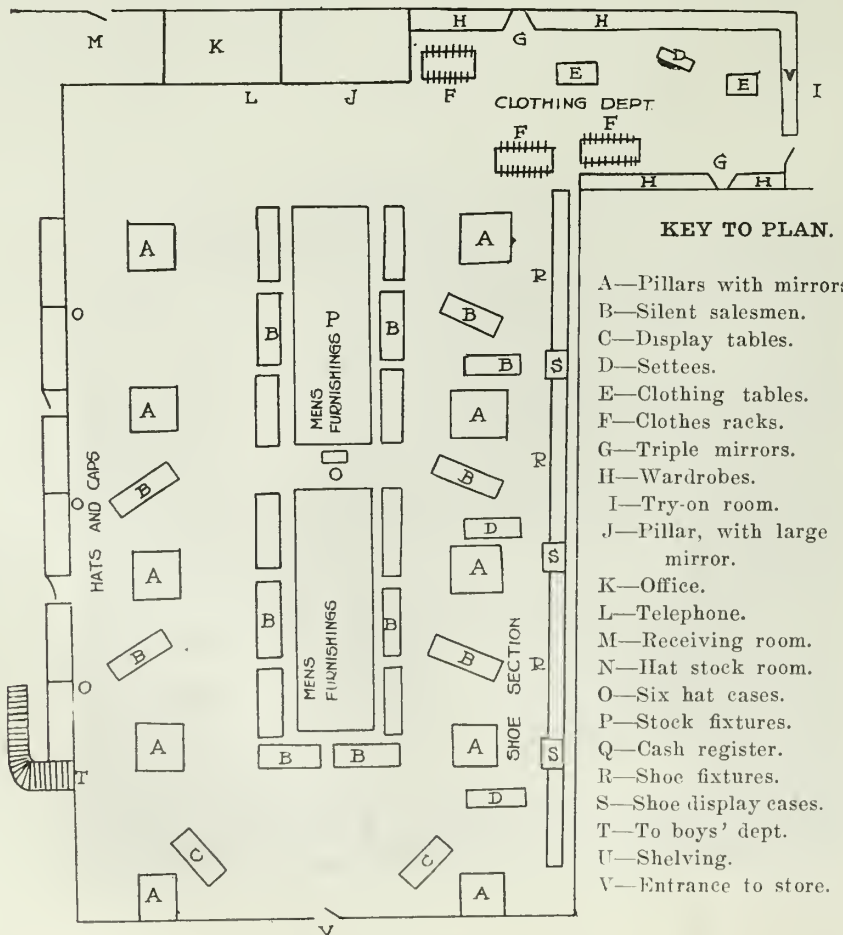 M
K
H
H
G
D
E
E
V
I
L
J
F
CLOTHING DEPT.
F
F
G
H
H
KEY TO PLAN.
A—Pillars with mirrors
B—Silent salesmen.
C—Display tables.
D—Settees.
E—Clothing tables.
F—Clothes racks.
G—Triple mirrors.
H—Wardrobes.
I—Try-on room.
J—Pillar, with large
mirror.
K—Office.
L—Telephone.
M—Receiving room.
N—Hat stock room.
O—Six hat cases.
P—Stock fixtures.
Q—Cash register.
R—Shoe fixtures.
S—Shoe display cases.
T—To boys' dept.
U—Shelving.
V—Entrance to store.
A
A
R
O
B
P
B
B
MENS
FURNISHINGS
B
S
A
A
HATS AND CAPS
O
R
B
O
B
D
A
A
S
B
B
MENS
FURNISHINGS
SHOE SECTION
B
B
R
O
A
A
T
B
B
S
D
C
C
A
A
V